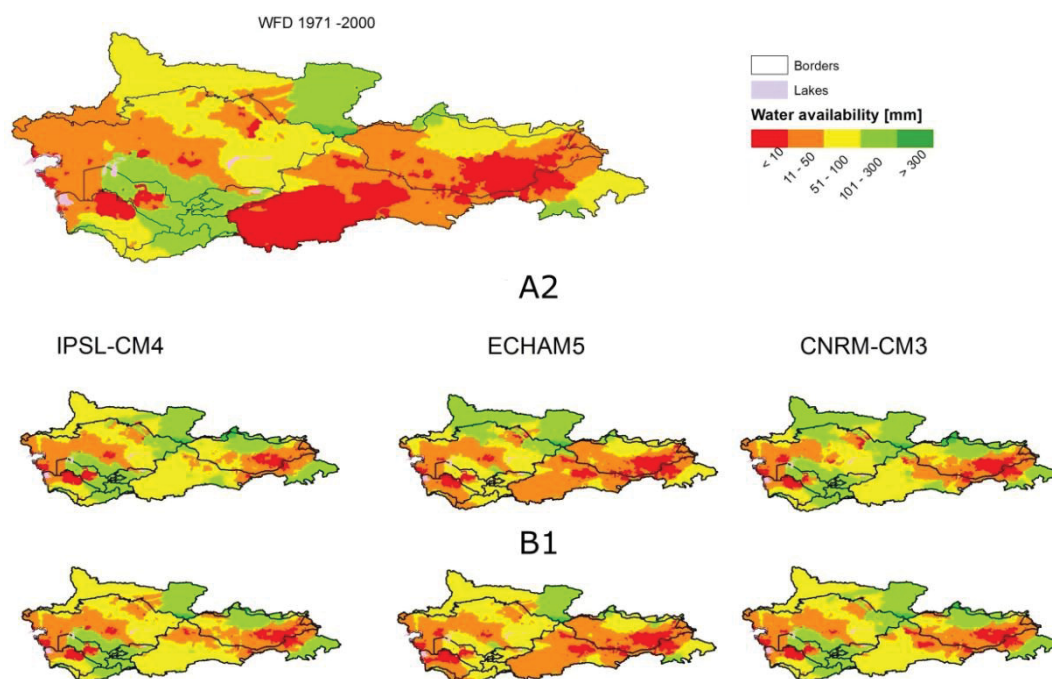 WFD 1971 -2000
Borders
Lakes
Water availability [mm]
< 10
11 - 50
51 - 100
101 - 300
> 300
A2
IPSL-CM4
ECHAM5
CNRM-CM3
B1